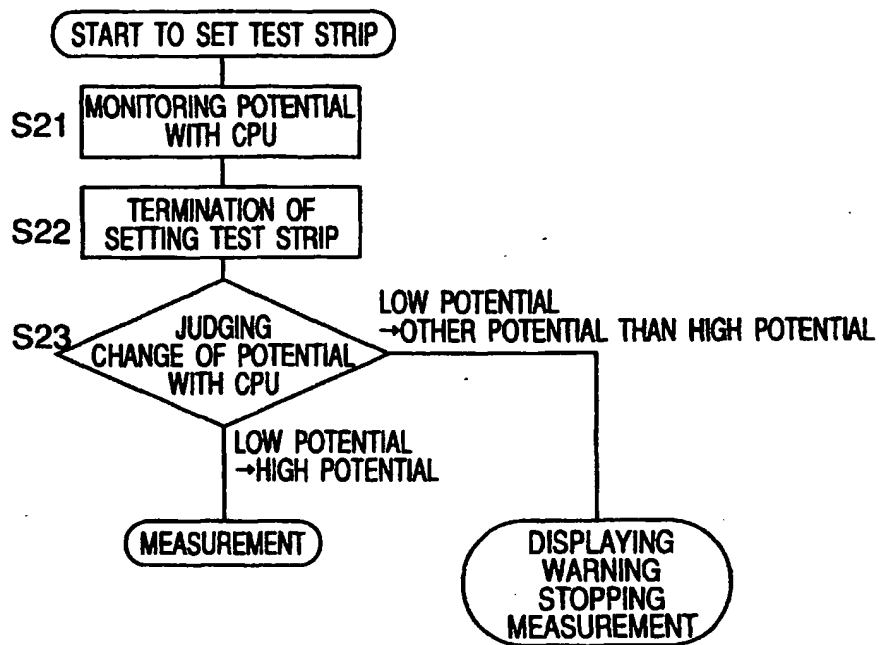 START TO SET TEST STRIP
S21
MONITORING POTENTIAL
WITH CPU
S22
TERMINATION OF
SETTING TEST STRIP
S23
JUDGING
CHANGE OF POTENTIAL
WITH CPU
LOW POTENTIAL
→OTHER POTENTIAL THAN HIGH POTENTIAL
LOW POTENTIAL
→HIGH POTENTIAL
MEASUREMENT
DISPLAYING
WARNING
STOPPING
MEASUREMENT